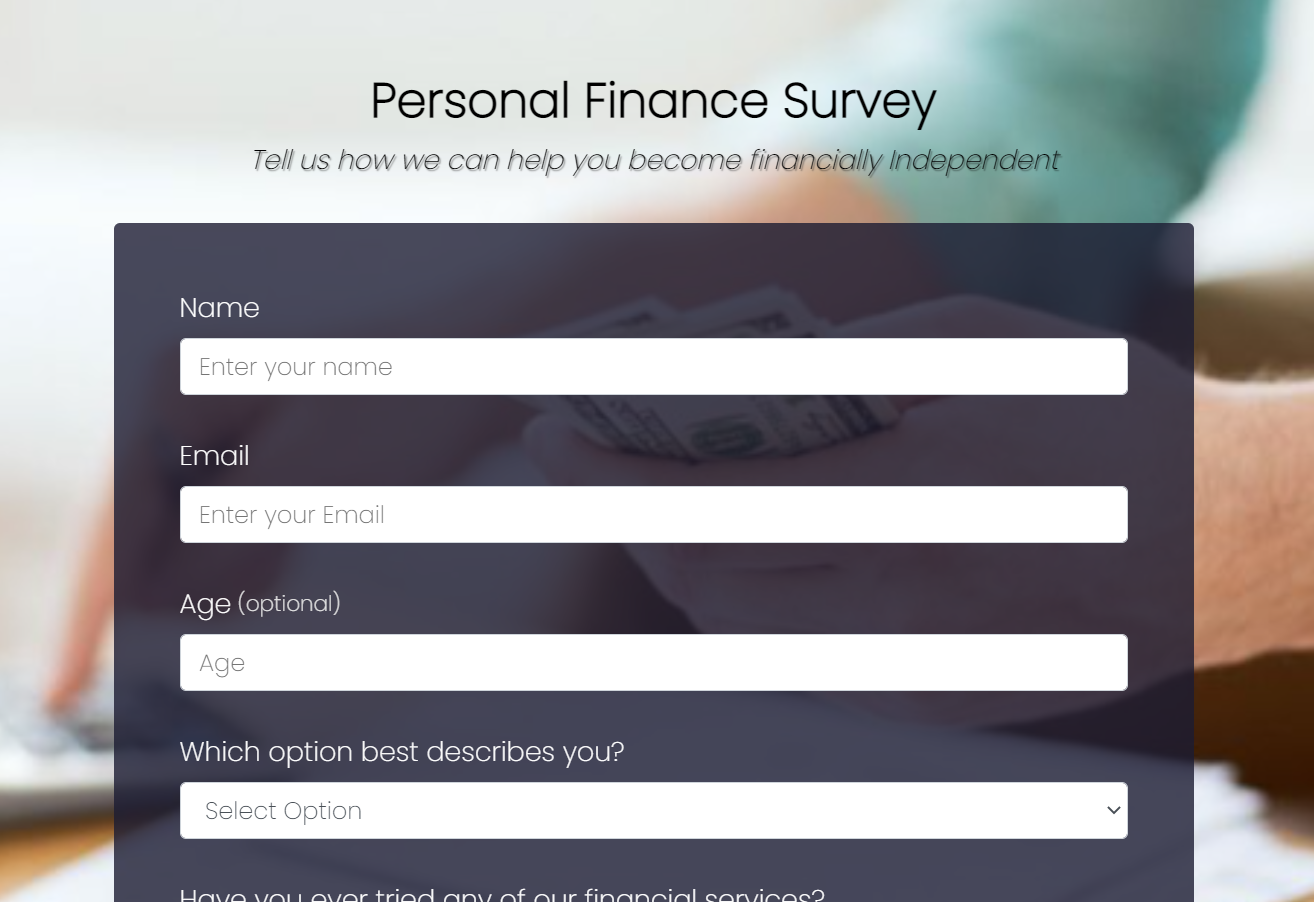 Personal Finance Survey
Tell us how we can help you become financially Independent
Name
Enter your name
Email
Enter your Email
Age (optional)
Age
Which option best describes you?
Select Option
Have you ever tried any of our financial services?